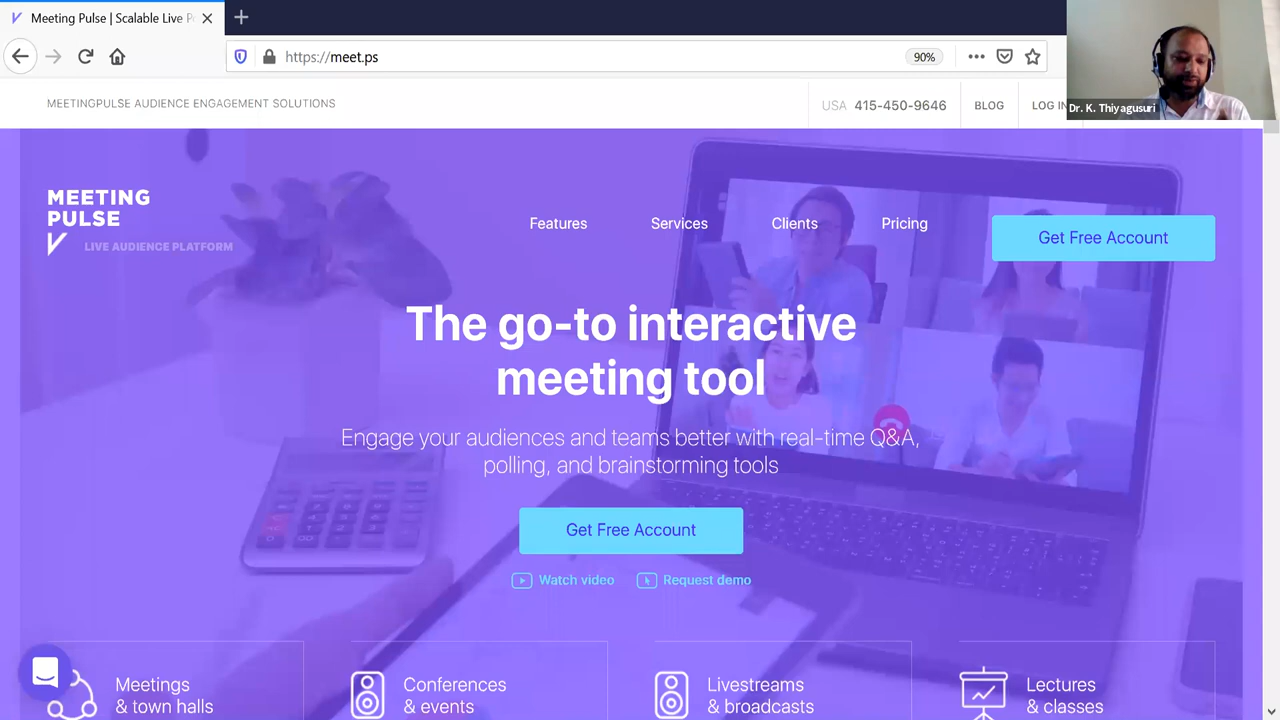 Meeting Pulse | Scalable Live P
https://meet.ps
90%
MEETINGPULSE AUDIENCE ENGAGEMENT SOLUTIONS
USA 415-450-9646
BLOG
LOG IN
Dr. K. Thiyagusuri
MEETING
PULSE
LIVE AUDIENCE PLATFORM
Features
Services
Clients
Pricing
Get Free Account
The go-to interactive
meeting tool
Engage your audiences and teams better with real-time Q&A,
polling, and brainstorming tools
Get Free Account
Watch video
Request demo
Meetings
& town halls
Conferences
& events
Livestreams
& broadcasts
Lectures
& classes